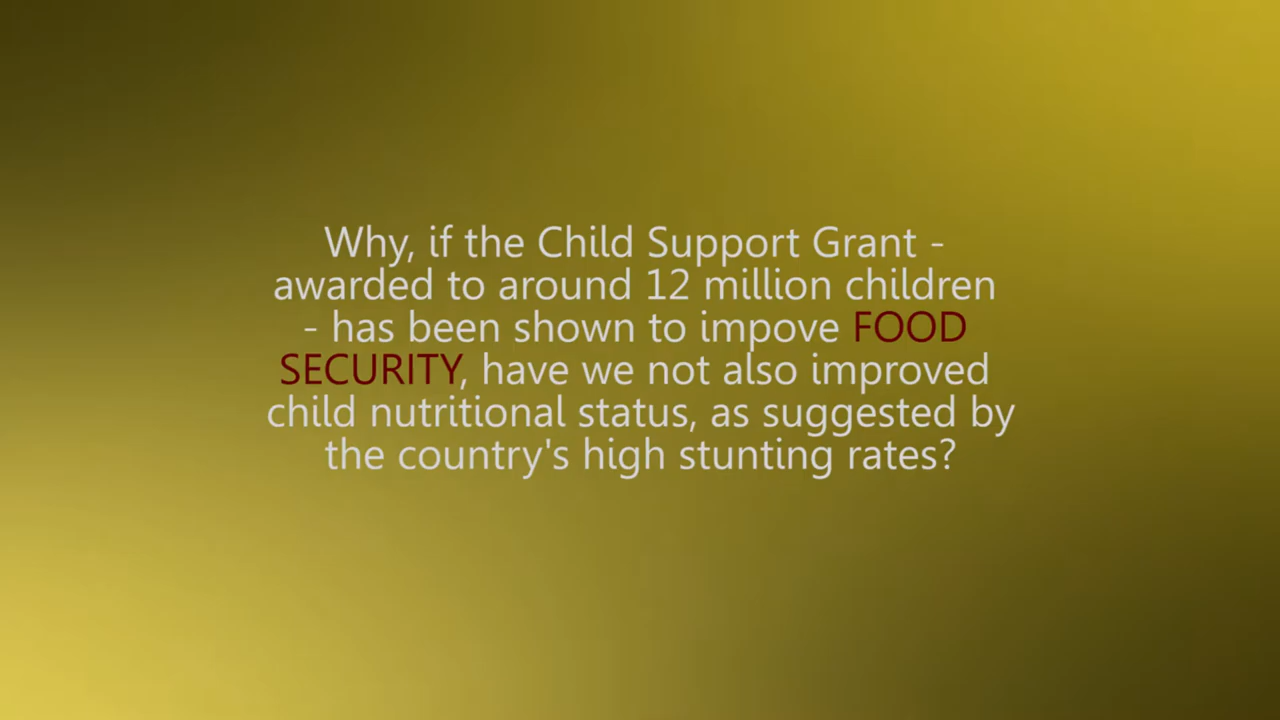 Why, if the Child Support Grant -
awarded to around 12 million children
- has been shown to impove FOOD
SECURITY, have we not also improved
child nutritional status, as suggested by
the country's high stunting rates?